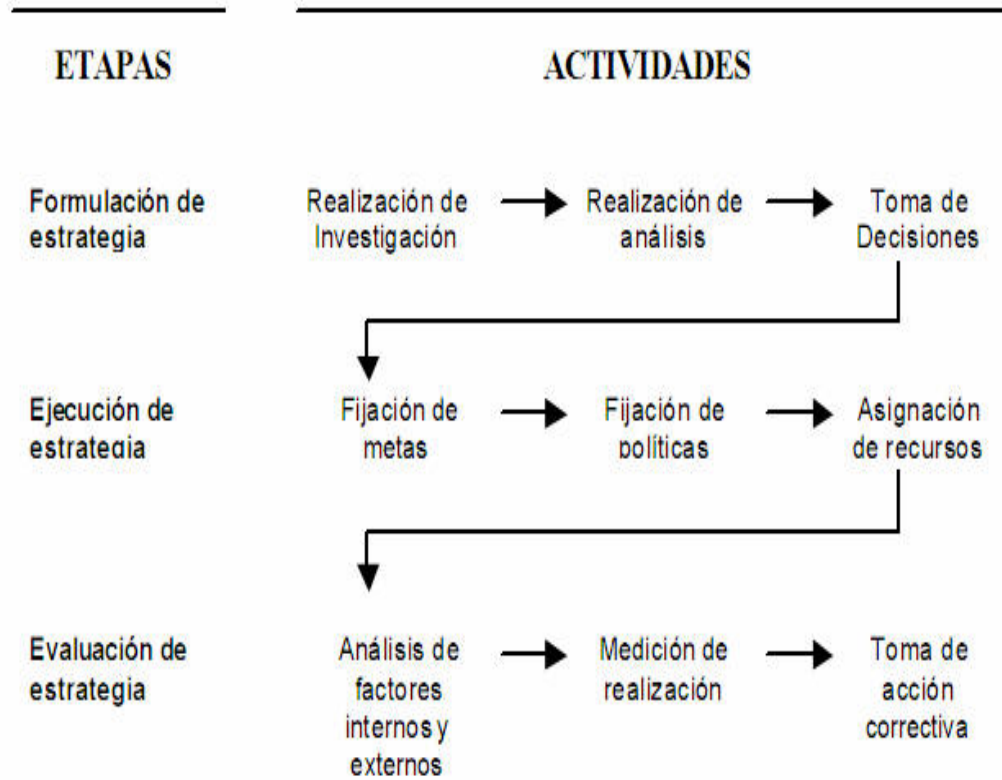 ETAPAS
ACTIVIDADES
Formulación de
estrategia
Realización de
Investigación
Realización de
análisis
Toma de
Decisiones
Ejecución de
estrategia
Fijación de
metas
Fijación de
políticas
Asignación
de recursos
Evaluación de
estrategia
Análisis de
factores
internos y
externos
Medición de
realización
Toma de
acción
correctiva